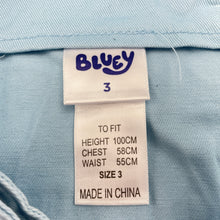 BLUEY
3
TO FIT
HEIGHT 100CM
CHEST 58CM
WAIST 55CM
SIZE 3
MADE IN CHINA